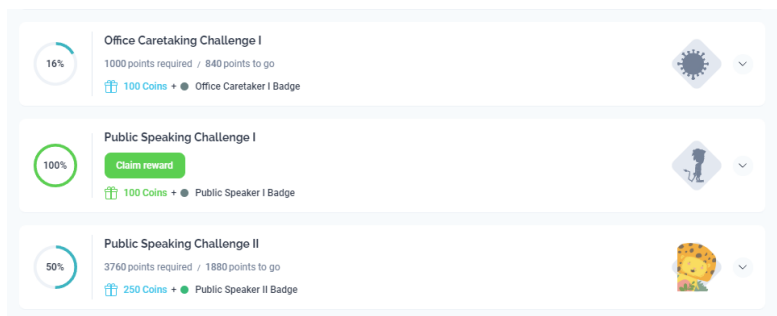 Office Caretaking Challenge I
16%
1000 points required / 840 points to go
100 Coins + Office Caretaker I Badge
Public Speaking Challenge I
100%
Claim reward
100 Coins + Public Speaker I Badge
Public Speaking Challenge II
50%
3760 points required / 1880 points to go
250 Coins + Public Speaker II Badge